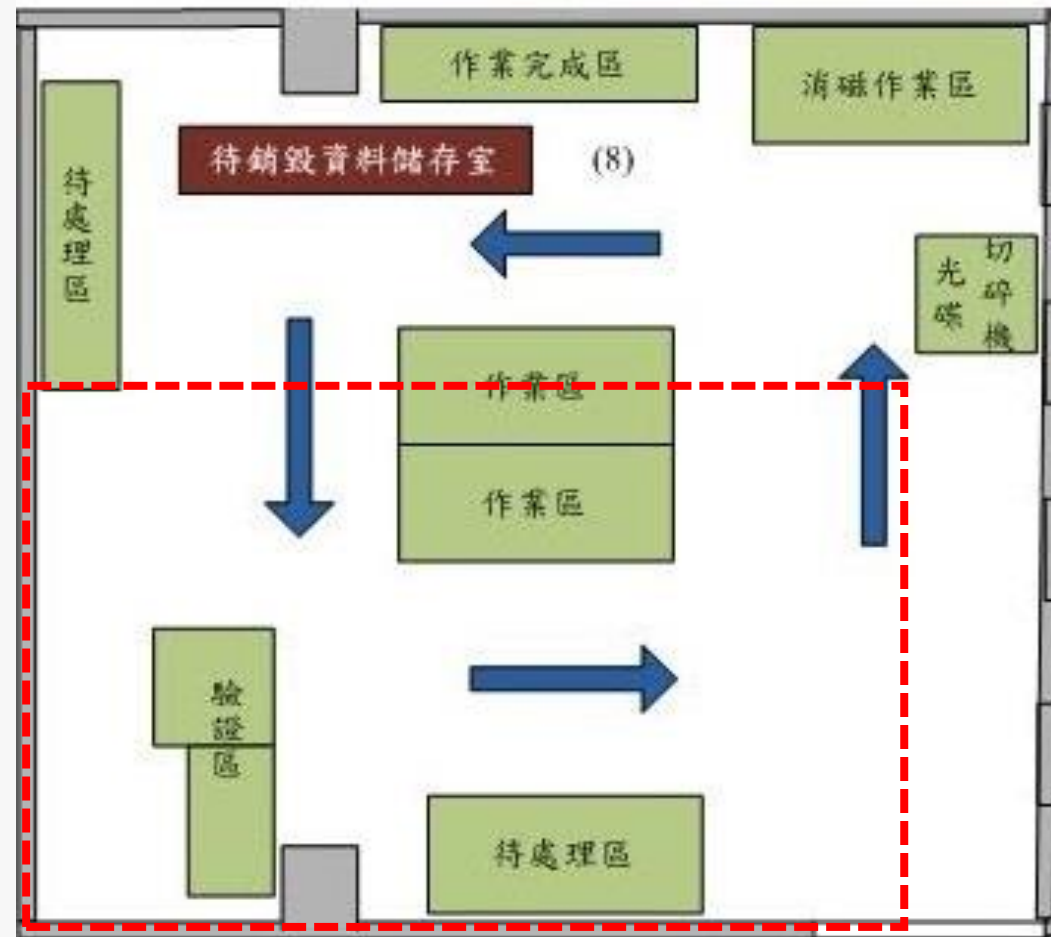 作業完成區
消磁作業區
待銷毀資料儲存室
(8)
待處理區
光碟
切碎機
作業區
作業區
驗證區
待處理區